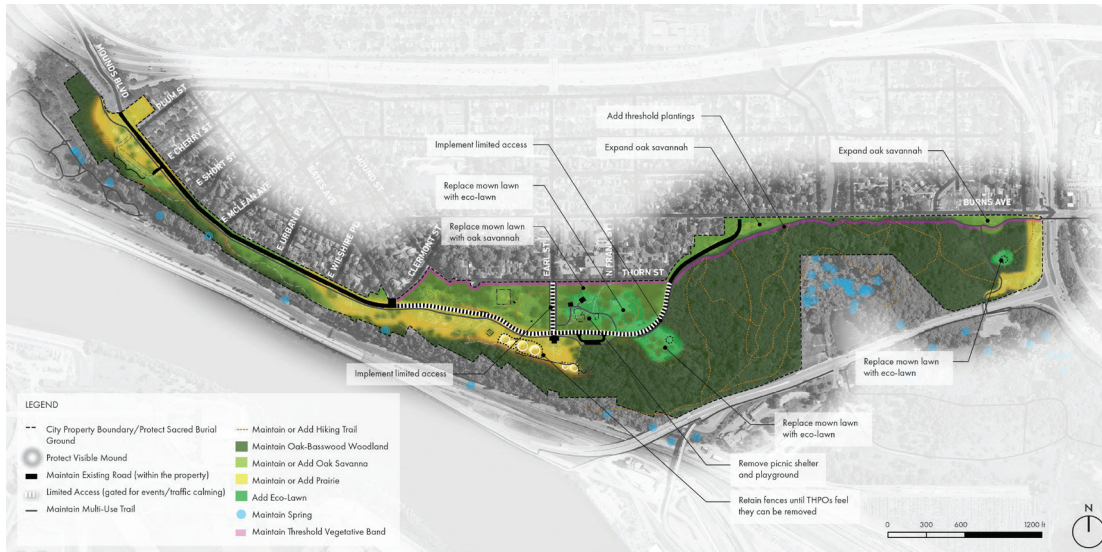 MOUNDS BLVD
PLUM ST
E CHERRY ST
E SHORT ST
E MCLEAN AVE
BATES AVE
MOUND ST
E URBAN PL
E WILSHIRE PL
CLERMONT ST
EARL ST
N FRANK ST
THORN ST
BURNS AVE
Add threshold plantings
Implement limited access
Expand oak savannah
Expand oak savannah
Replace mown lawn
with eco-lawn
Replace mown lawn
with oak savannah
Implement limited access
Replace mown lawn
with eco-lawn
Replace mown lawn
with eco-lawn
Remove picnic shelter
and playground
Retain fences until THPOs feel
they can be removed
LEGEND
City Property Boundary/Protect Sacred Burial
Ground
Protect Visible Mound
Maintain Existing Road (within the property)
Limited Access (gated for events/traffic calming)
Maintain Multi-Use Trail
Maintain or Add Hiking Trail
Maintain Oak-Basswood Woodland
Maintain or Add Oak Savanna
Maintain or Add Prairie
Add Eco-Lawn
Maintain Spring
Maintain Threshold Vegetative Band
0 300 600 1200 ft
N